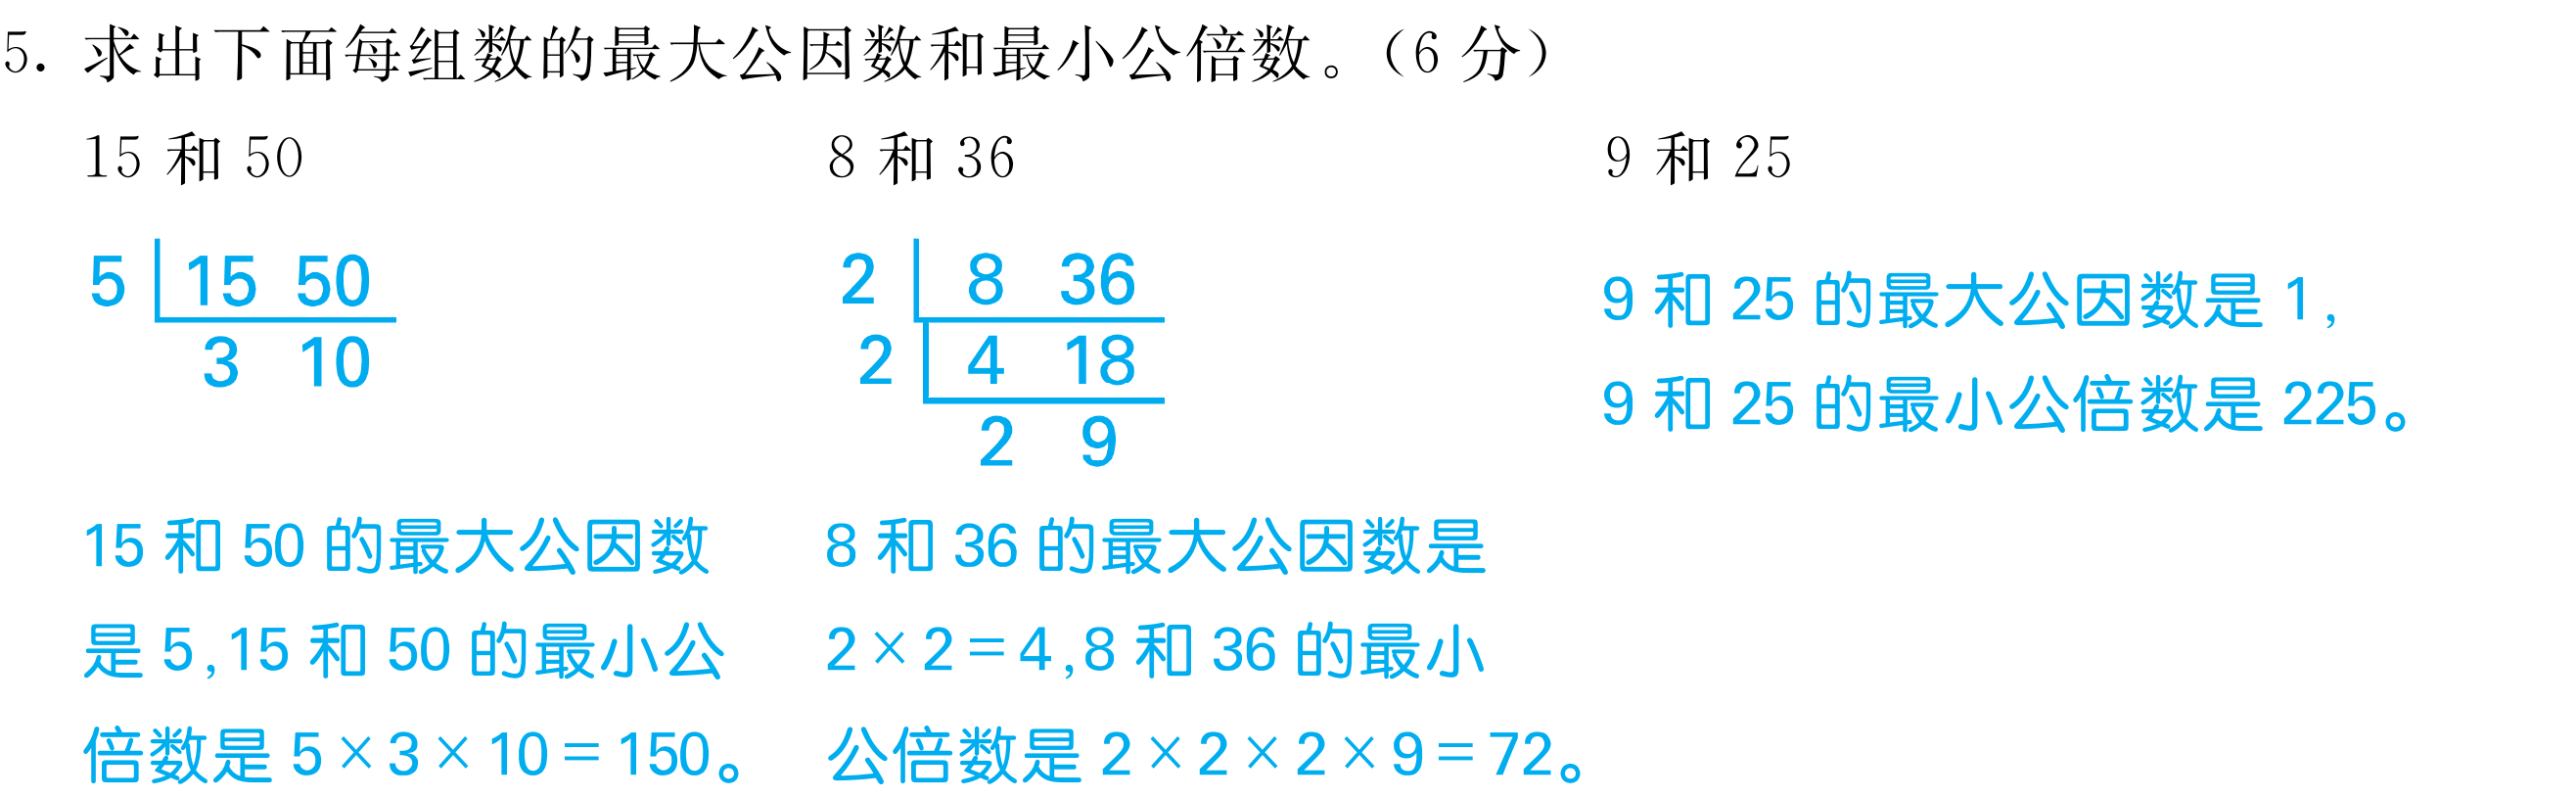 5. 求出下面每组数的最大公因数和最小公倍数。(6 分)
15 和 50
8 和 36
9 和 25
5 15 50
3 10
2 8 36
2 4 18
2 9
9 和 25 的最大公因数是 1,
9 和 25 的最小公倍数是 225。
15 和 50 的最大公因数
是 5,15 和 50 的最小公
倍数是 5×3×10=150。
8 和 36 的最大公因数是
2×2=4,8 和 36 的最小
公倍数是 2×2×2×9=72。